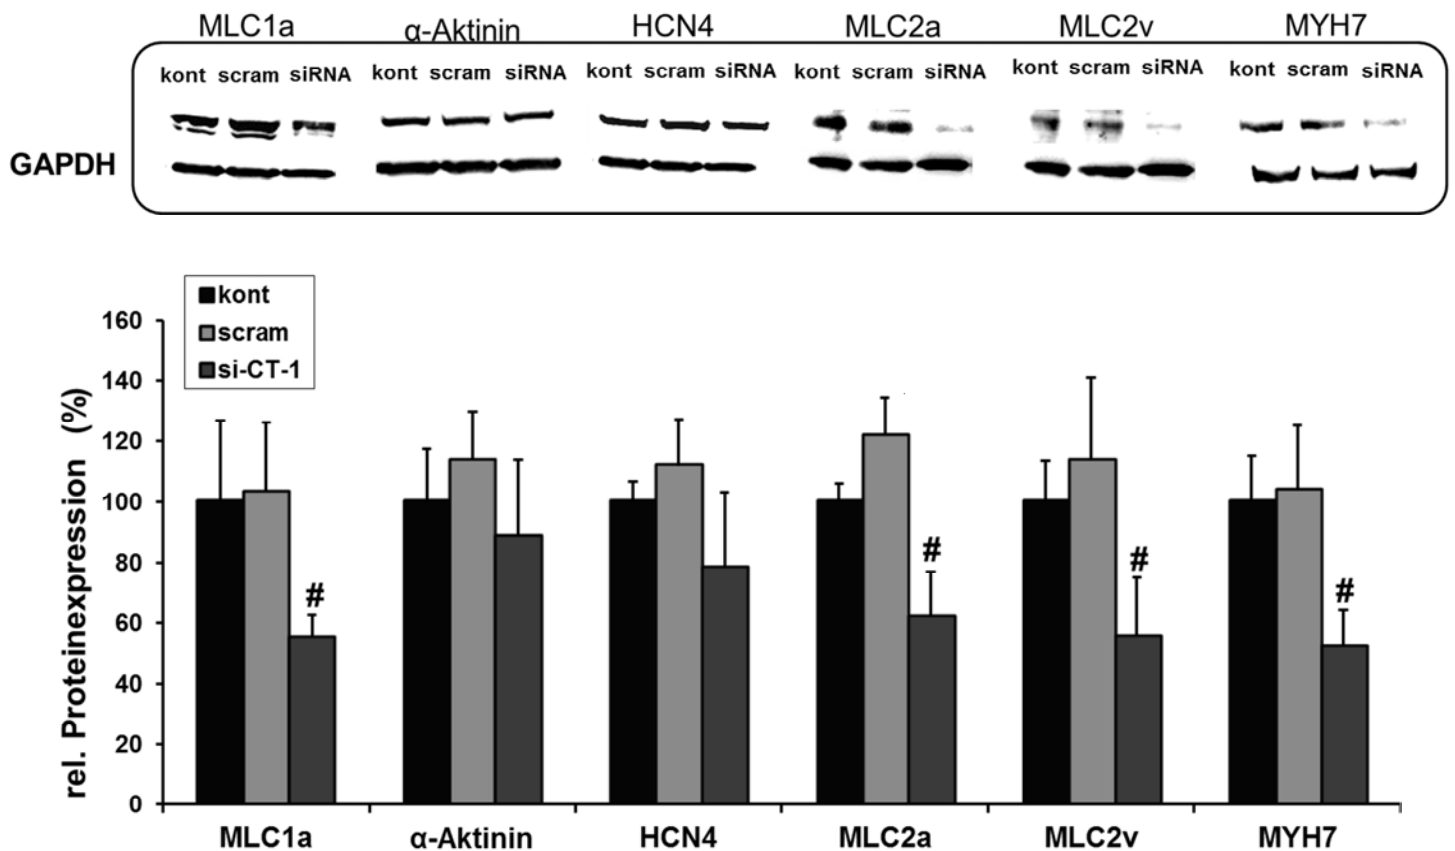 MLC1a α-Aktinin HCN4 MLC2a MLC2v MYH7
kont scram siRNA kont scram siRNA kont scram siRNA kont scram siRNA kont scram siRNA kont scram siRNA
GAPDH
kont
scram
si-CT-1
rel. Proteinexpression (%)
160
140
120
100
80
60
40
20
0
# # # #
MLC1a α-Aktinin HCN4 MLC2a MLC2v MYH7